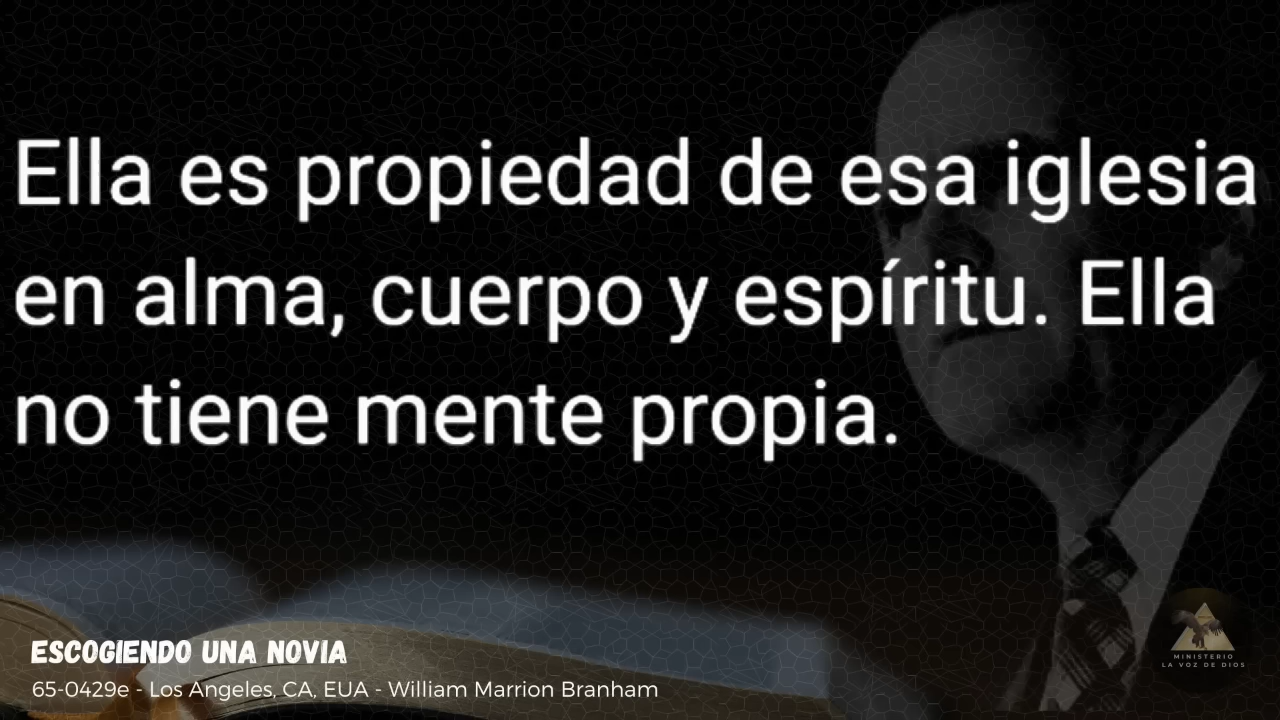 Ella es propiedad de esa iglesia
en alma, cuerpo y espíritu. Ella
no tiene mente propia.
ESCOGIENDO UNA NOVIA
65-0429e - Los Angeles, CA, EUA - William Marrion Branham
MINISTERIO
LA VOZ DE DIOS